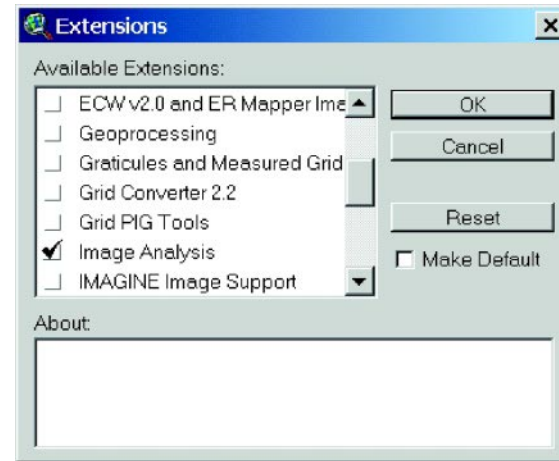 Extensions
Available Extensions:
ECW v2.0 and ER Mapper Ima
Geoprocessing
Graticules and Measured Grid
Grid Converter 2.2
Grid PIG Tools
Image Analysis
IMAGINE Image Support
OK
Cancel
Reset
Make Default
About: